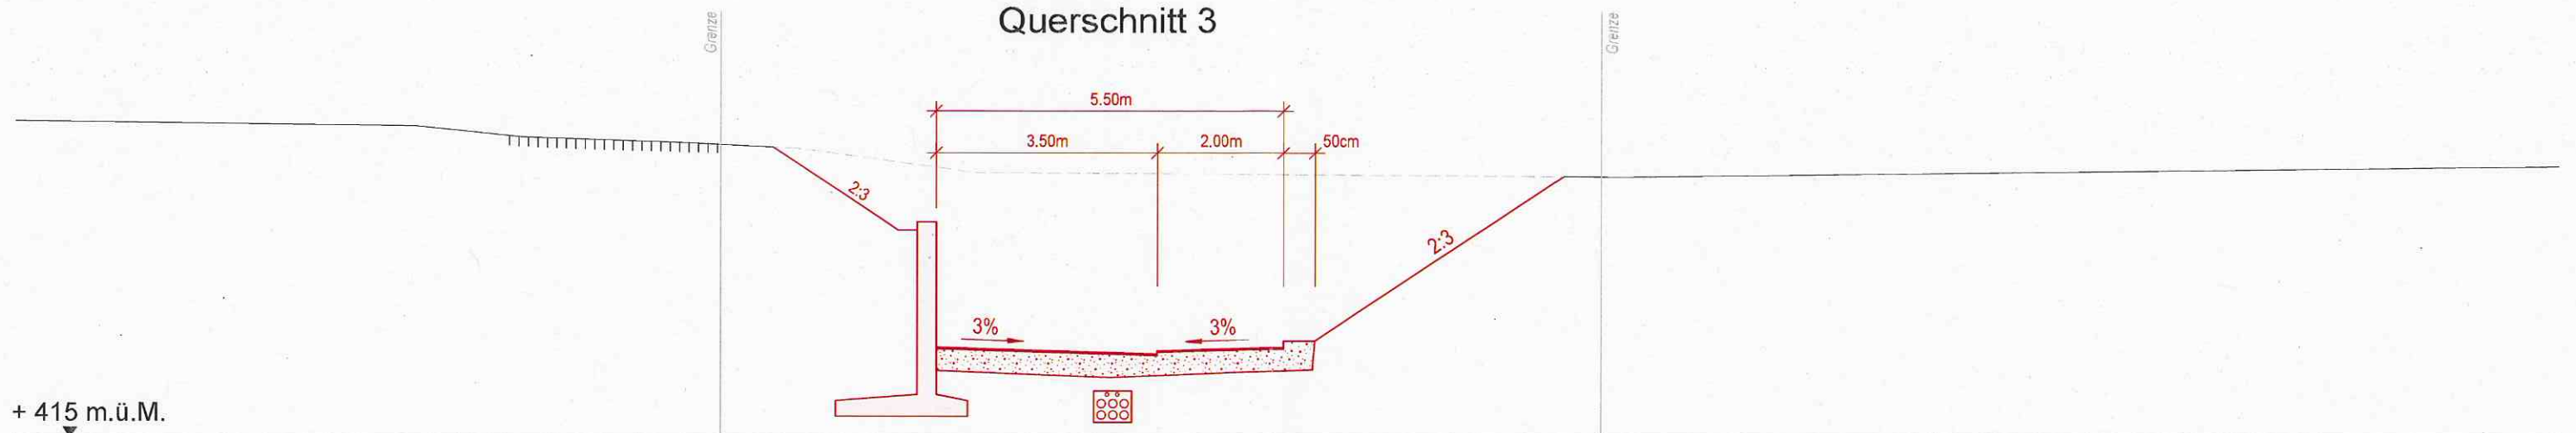 Querschnitt 3
Grenze
Grenze
5.50m
3.50m
2.00m
50cm
2:3
2:3
3%
3%
+ 415 m.ü.M.